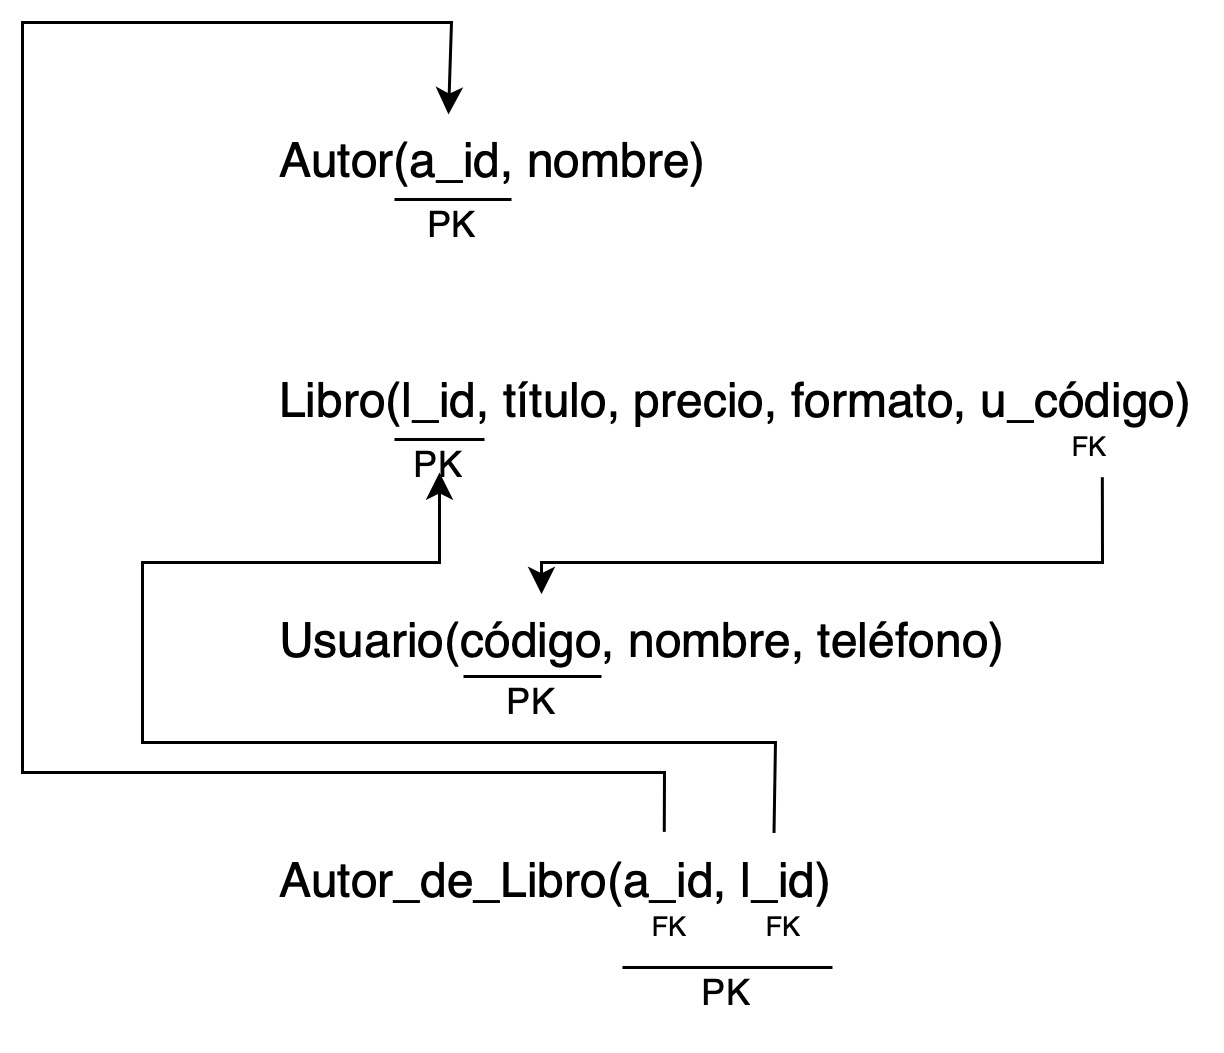 Autor(a_id, nombre)
PK
Libro(l_id, título, precio, formato, u_código)
PK FK
Usuario(código, nombre, teléfono)
PK
Autor_de_Libro(a_id, l_id)
FK FK
PK